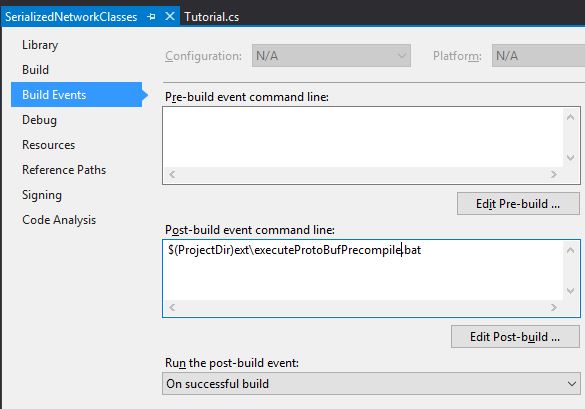 SerializedNetworkClasses Tutorial.cs
Library
Build
Build Events
Debug
Resources
Reference Paths
Signing
Code Analysis
Configuration: N/A Platform: N/A
Pre-build event command line:
Edit Pre-build ...
Post-build event command line:
$(ProjectDir)ext\executeProtoBufPrecompile.bat
Edit Post-build ...
Run the post-build event:
On successful build